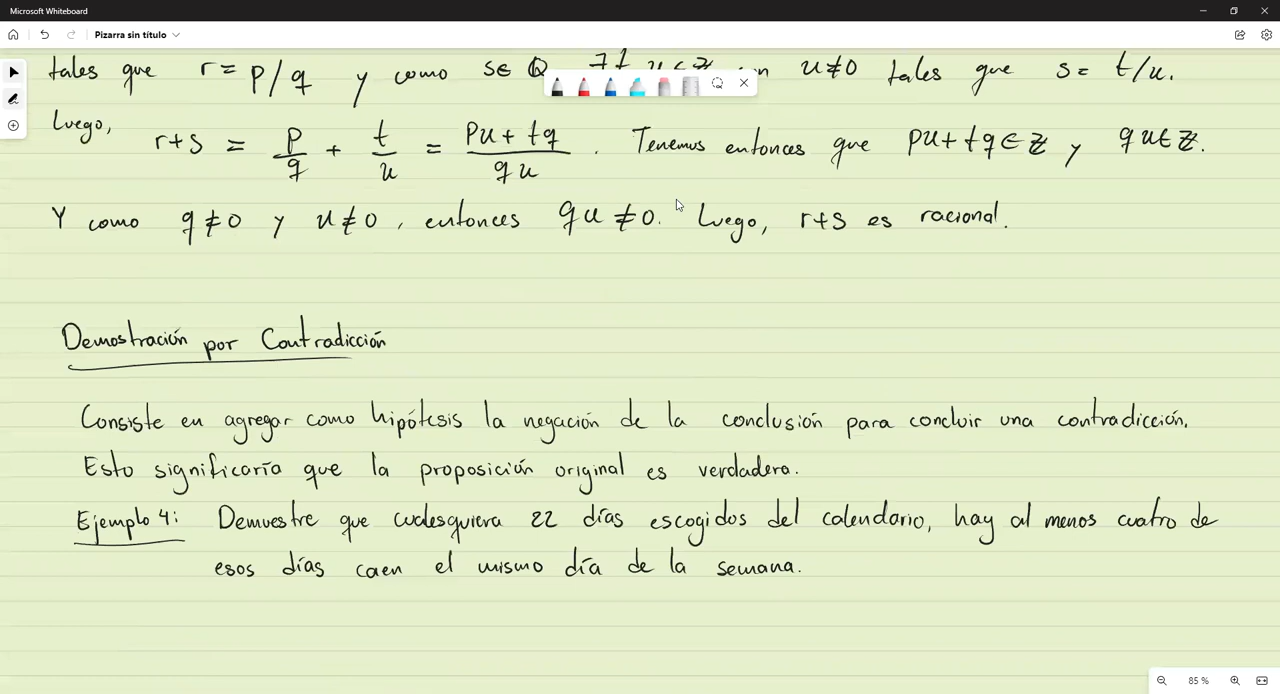 Microsoft Whiteboard
Pizarra sin título
tales que r = p/q y como s∈ℚ, ∃ t, u ∈ ℤ con u≠0 tales que s = t/u.
Luego,
r+s = p/q + t/u = (pu + tq)/(qu) . Tenemos entonces que pu + tq ∈ ℤ y qu ∈ ℤ.
Y como q≠0 y u≠0, entonces qu≠0. Luego, r+s es racional.
Demostración por Contradicción
Consiste en agregar como hipótesis la negación de la conclusión para concluir una contradicción.
Esto significaría que la proposición original es verdadera.
Ejemplo 4: Demuestre que cualesquiera 22 días escogidos del calendario, hay al menos cuatro de
esos días caen el mismo día de la semana.
85 %